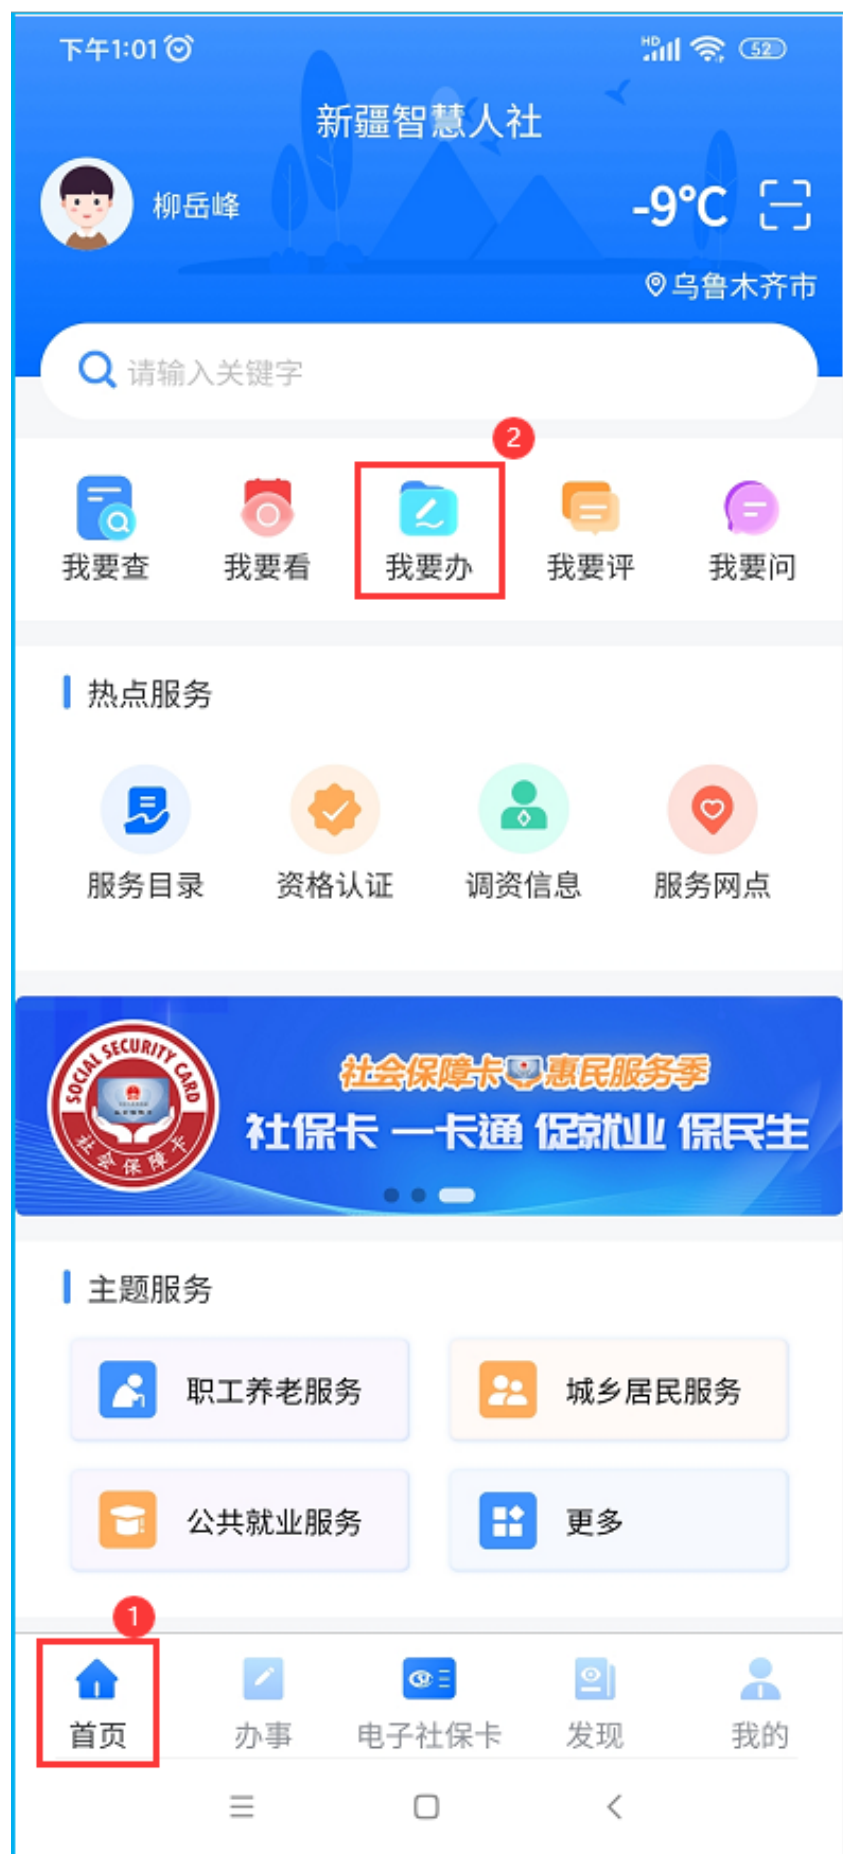 下午1:01
HD
52
新疆智慧人社
柳岳峰
-9°C
乌鲁木齐市
请输入关键字
2
我要查 我要看 我要办 我要评 我要问
热点服务
服务目录 资格认证 调资信息 服务网点
SOCIAL SECURITY CARD
社会保障卡
社会保障卡 惠民服务季
社保卡 一卡通 促就业 保民生
主题服务
职工养老服务 城乡居民服务
公共就业服务 更多
1
首页 办事 电子社保卡 发现 我的